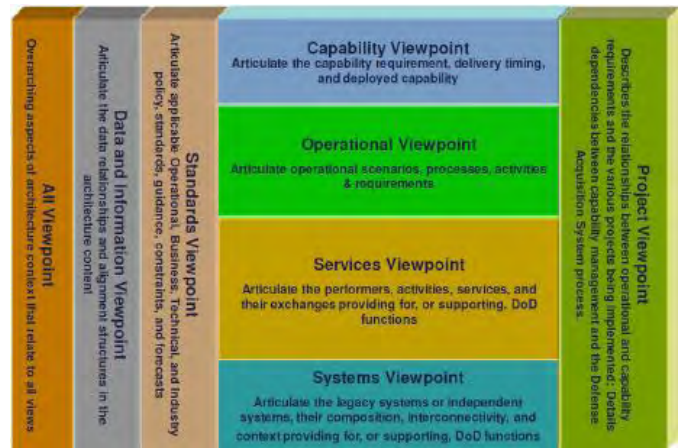 All Viewpoint
Overarching aspects of architecture context that relate to all views
Data and Information Viewpoint
Articulate the data relationships and alignment structures in the
architecture content
Standards Viewpoint
Articulate applicable Operational, Business, Technical, and Industry
policy, standards, guidance, constraints, and forecasts
Capability Viewpoint
Articulate the capability requirement, delivery timing,
and deployed capability
Operational Viewpoint
Articulate operational scenarios, processes, activities
& requirements
Services Viewpoint
Articulate the performers, activities, services, and
their exchanges providing for, or supporting, DoD
functions
Systems Viewpoint
Articulate the legacy systems or independent
systems, their composition, interconnectivity, and
context providing for, or supporting, DoD functions
Project Viewpoint
Describes the relationships between operational and capability
requirements and the various projects being implemented; Details
dependencies between capability management and the Defense
Acquisition System process.